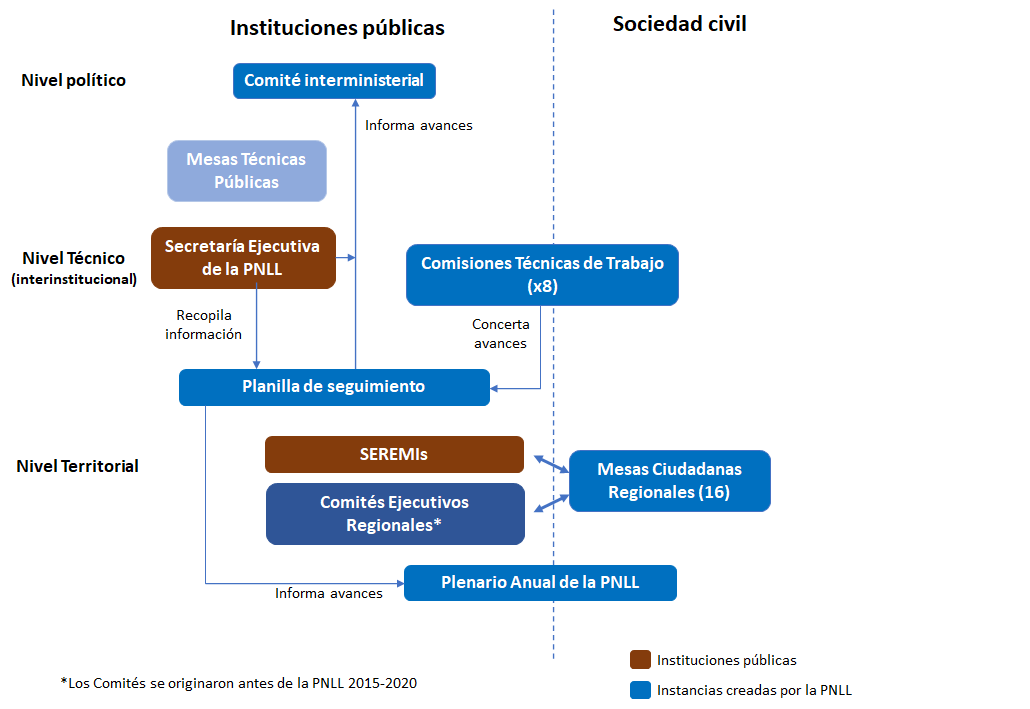 Instituciones públicas
Sociedad civil
Nivel político
Comité interministerial
Informa avances
Mesas Técnicas
Públicas
Nivel Técnico
(interinstitucional)
Secretaría Ejecutiva
de la PNLL
Comisiones Técnicas de Trabajo
(x8)
Recopila
información
Concerta
avances
Planilla de seguimiento
Nivel Territorial
SEREMIs
Comités Ejecutivos
Regionales*
Mesas Ciudadanas
Regionales (16)
Plenario Anual de la PNLL
Informa avances
*Los Comités se originaron antes de la PNLL 2015-2020
Instituciones públicas
Instancias creadas por la PNLL